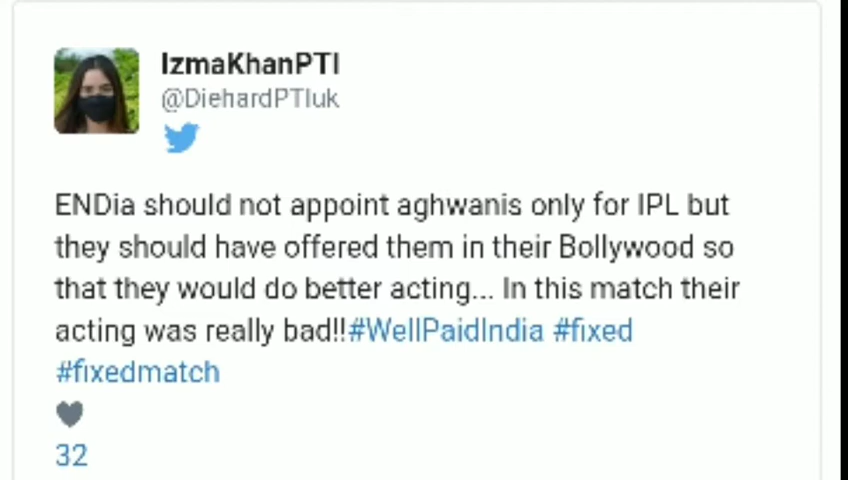 IzmaKhanPTI
@DiehardPTIuk
ENDia should not appoint aghwanis only for IPL but
they should have offered them in their Bollywood so
that they would do better acting... In this match their
acting was really bad!!#WellPaidIndia #fixed
#fixedmatch
32